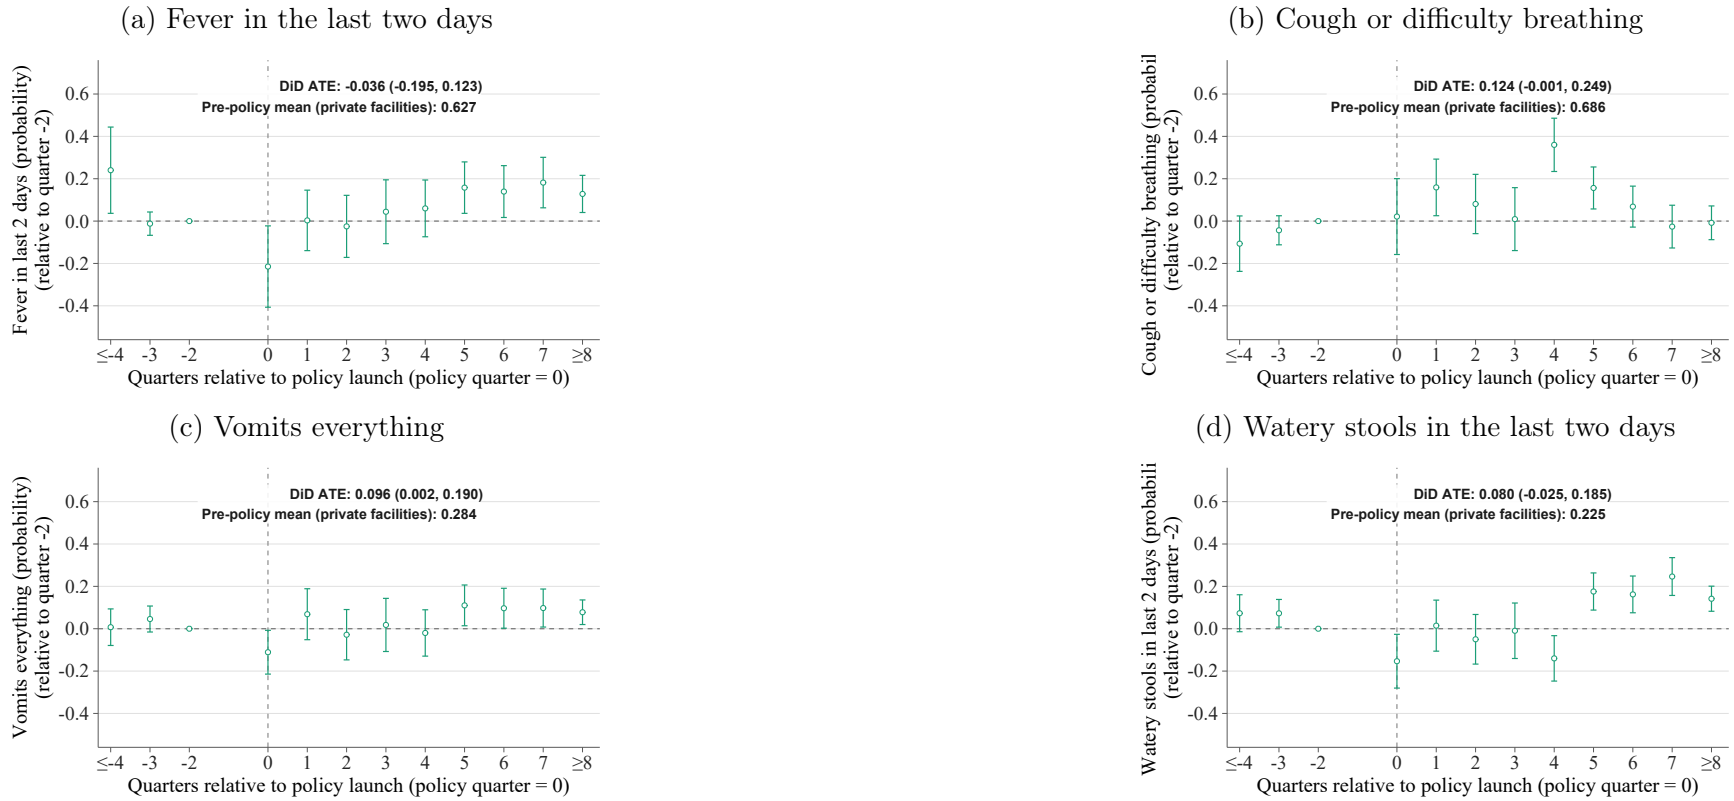 (a) Fever in the last two days
DiD ATE: -0.036 (-0.195, 0.123)
Pre-policy mean (private facilities): 0.627
Fever in last 2 days (probability)
(relative to quarter -2)
0.6
0.4
0.2
0.0
-0.2
-0.4
≤-4 -3 -2 0 1 2 3 4 5 6 7 ≥8
Quarters relative to policy launch (policy quarter = 0)
(b) Cough or difficulty breathing
DiD ATE: 0.124 (-0.001, 0.249)
Pre-policy mean (private facilities): 0.686
Cough or difficulty breathing (probabil
(relative to quarter -2)
0.6
0.4
0.2
0.0
-0.2
-0.4
≤-4 -3 -2 0 1 2 3 4 5 6 7 ≥8
Quarters relative to policy launch (policy quarter = 0)
(c) Vomits everything
DiD ATE: 0.096 (0.002, 0.190)
Pre-policy mean (private facilities): 0.284
Vomits everything (probability)
(relative to quarter -2)
0.6
0.4
0.2
0.0
-0.2
-0.4
≤-4 -3 -2 0 1 2 3 4 5 6 7 ≥8
Quarters relative to policy launch (policy quarter = 0)
(d) Watery stools in the last two days
DiD ATE: 0.080 (-0.025, 0.185)
Pre-policy mean (private facilities): 0.225
Watery stools in last 2 days (probabili
(relative to quarter -2)
0.6
0.4
0.2
0.0
-0.2
-0.4
≤-4 -3 -2 0 1 2 3 4 5 6 7 ≥8
Quarters relative to policy launch (policy quarter = 0)